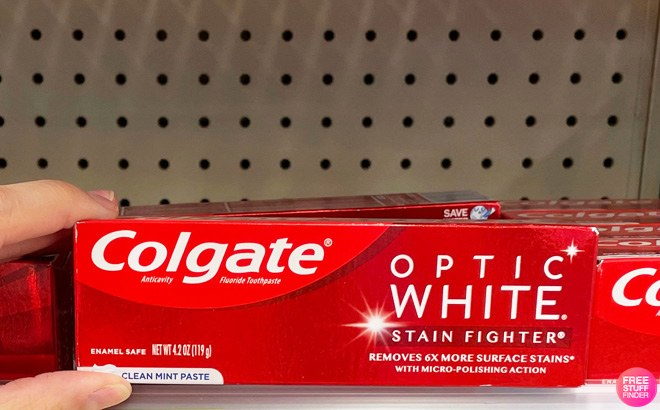 SAVE
Colgate®
Anticavity Fluoride Toothpaste
OPTIC
WHITE®
STAIN FIGHTER®
REMOVES 6X MORE SURFACE STAINS*
WITH MICRO-POLISHING ACTION
ENAMEL SAFE NET WT 4.2 OZ (119 g)
CLEAN MINT PASTE
FREE
STUFF
FINDER